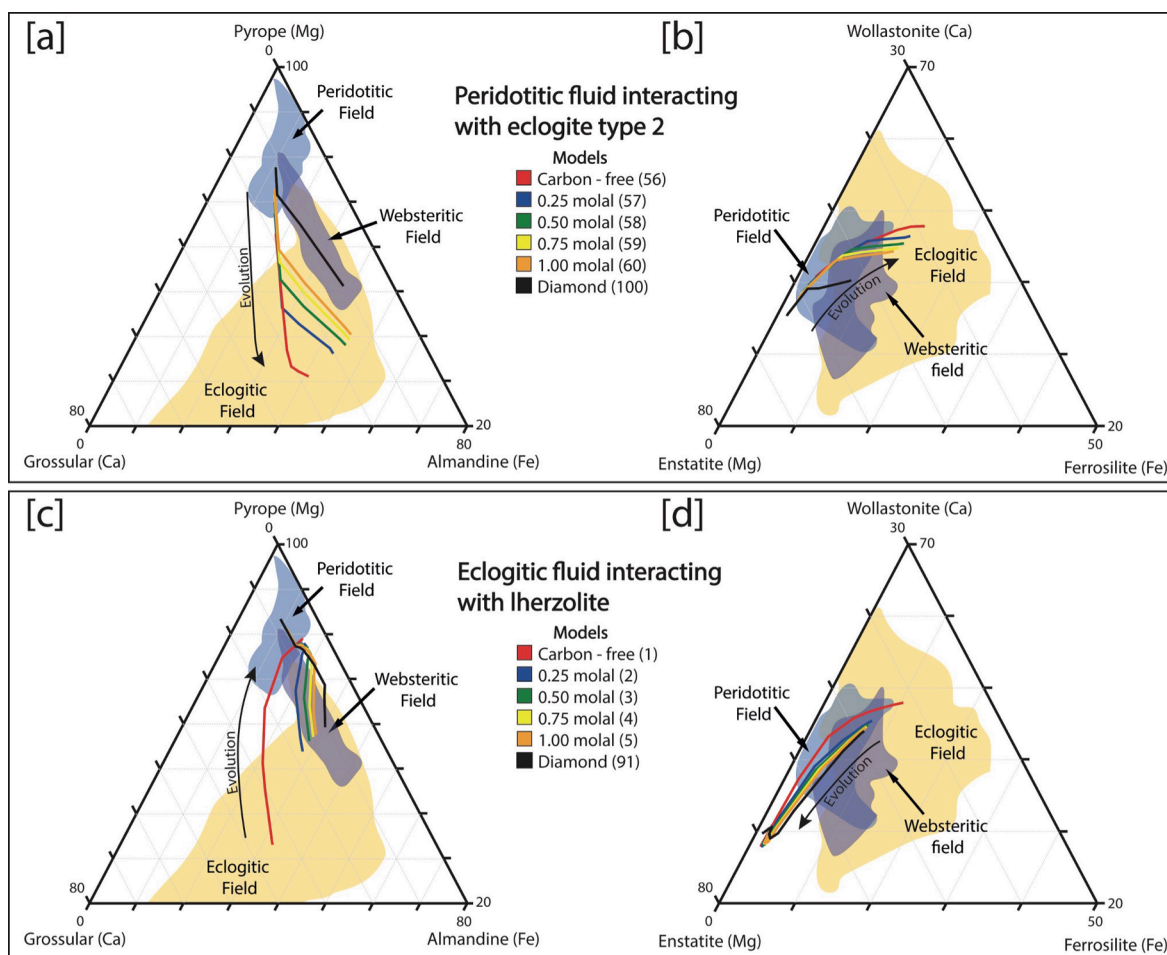 [a]
Pyrope (Mg)
0
100
Peridotitic
Field
Websteritic
Field
Evolution
Eclogitic
Field
80
0
20
80
Grossular (Ca)
Almandine (Fe)
Peridotitic fluid interacting
with eclogite type 2
Models
Carbon - free (56)
0.25 molal (57)
0.50 molal (58)
0.75 molal (59)
1.00 molal (60)
Diamond (100)
[b]
Wollastonite (Ca)
30
70
Peridotitic
Field
Eclogitic
Field
Evolution
Websteritic
field
80
0
20
50
Enstatite (Mg)
Ferrosilite (Fe)
[c]
Pyrope (Mg)
0
100
Peridotitic
Field
Websteritic
Field
Evolution
Eclogitic
Field
80
0
20
80
Grossular (Ca)
Almandine (Fe)
Eclogitic fluid interacting
with lherzolite
Models
Carbon - free (1)
0.25 molal (2)
0.50 molal (3)
0.75 molal (4)
1.00 molal (5)
Diamond (91)
[d]
Wollastonite (Ca)
30
70
Peridotitic
Field
Eclogitic
Field
Evolution
Websteritic
field
80
0
20
50
Enstatite (Mg)
Ferrosilite (Fe)